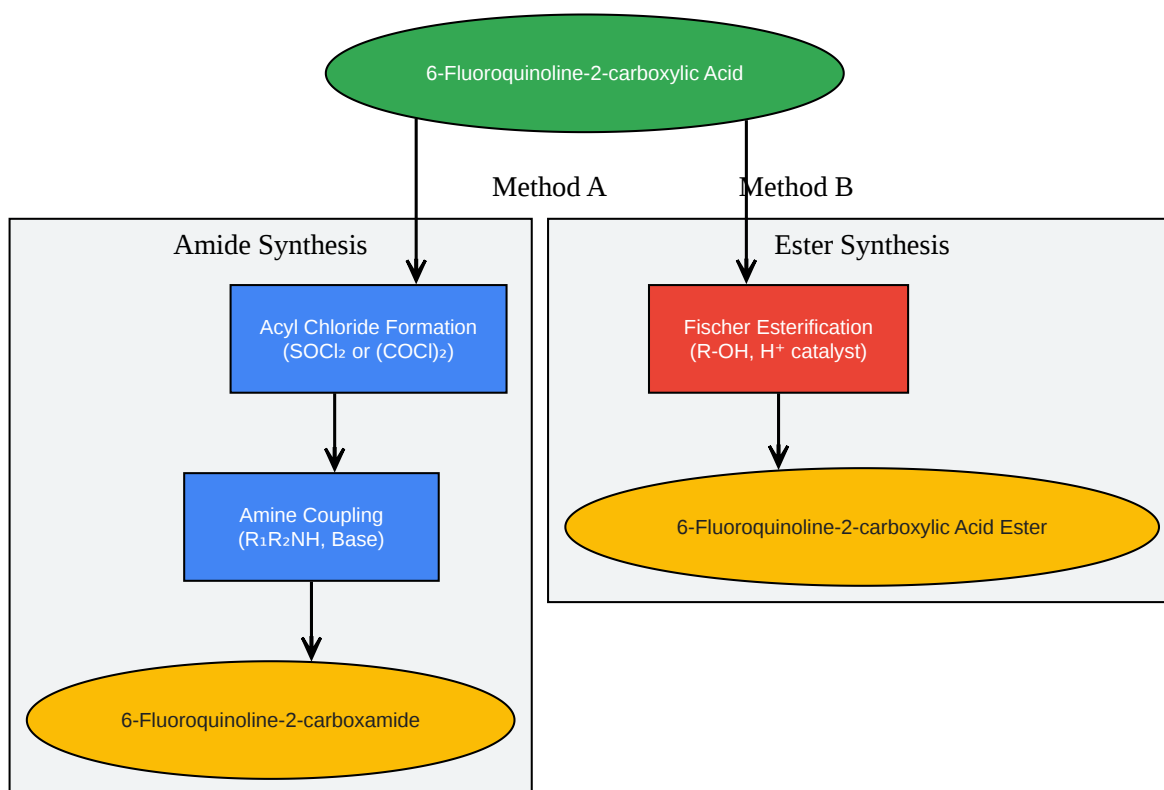 6-Fluoroquinoline-2-carboxylic Acid
Method A
Method B
Amide Synthesis
Ester Synthesis
Acyl Chloride Formation
(SOCl₂ or (COCl)₂)
Fischer Esterification
(R-OH, H⁺ catalyst)
Amine Coupling
(R₁R₂NH, Base)
6-Fluoroquinoline-2-carboxylic Acid Ester
6-Fluoroquinoline-2-carboxamide